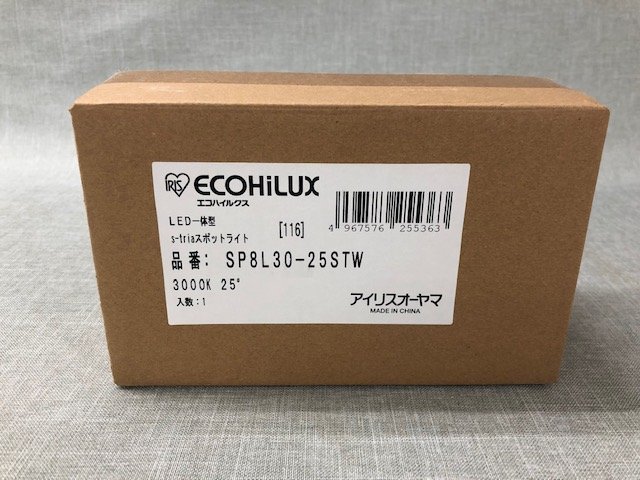 IRIS ECOHiLUX
エコハイルクス
LED一体型
s-triaスポットライト [116]
4 967576 255363
品番: SP8L30-25STW
3000K 25°
入数:1
アイリスオーヤマ
MADE IN CHINA